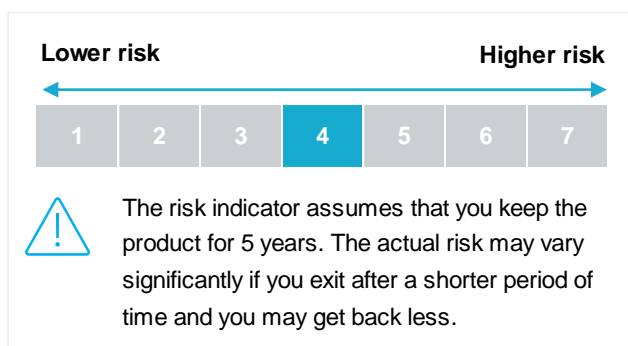 Lower risk Higher risk
1 2 3 4 5 6 7
The risk indicator assumes that you keep the
product for 5 years. The actual risk may vary
significantly if you exit after a shorter period of
time and you may get back less.